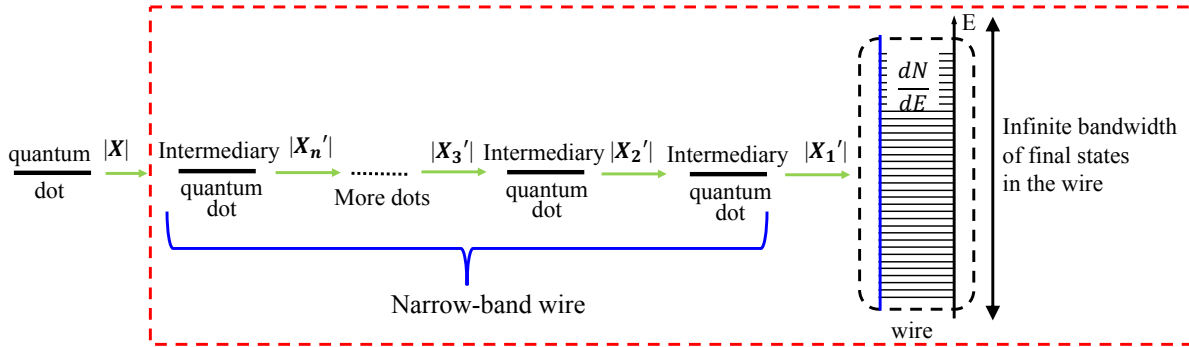 quantum
dot
|X|
Intermediary
quantum
dot
|Xₙ'|
........
More dots
|X₃'|
Intermediary
quantum
dot
|X₂'|
Intermediary
quantum
dot
|X₁'|
Narrow-band wire
dN
dE
E
wire
Infinite bandwidth
of final states
in the wire